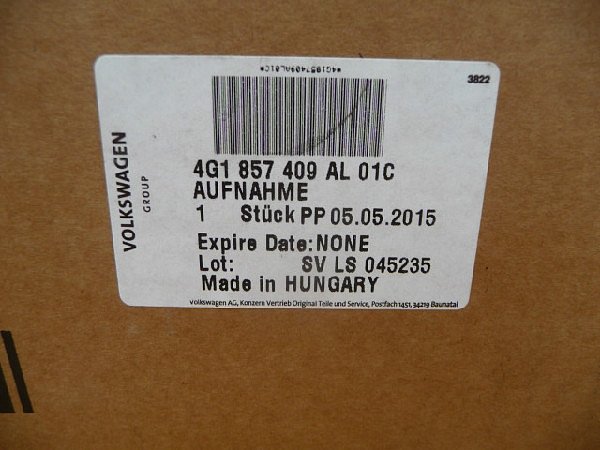 *4G1857409AL01C*
3822
VOLKSWAGEN
GROUP
4G1 857 409 AL 01C
AUFNAHME
1 Stück PP 05.05.2015
Expire Date: NONE
Lot: SV LS 045235
Made in HUNGARY
Volkswagen AG, Konzern Vertrieb Original Teile und Service, Postfach 1451, 34219 Baunatal